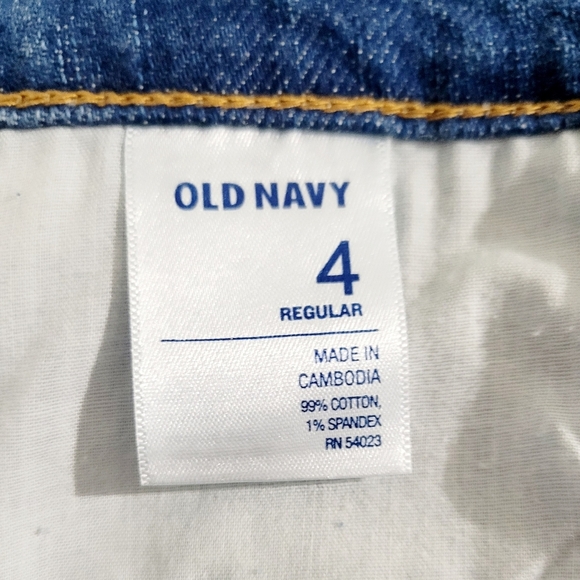 OLD NAVY
4
REGULAR
MADE IN
CAMBODIA
99% COTTON,
1% SPANDEX
RN 54023